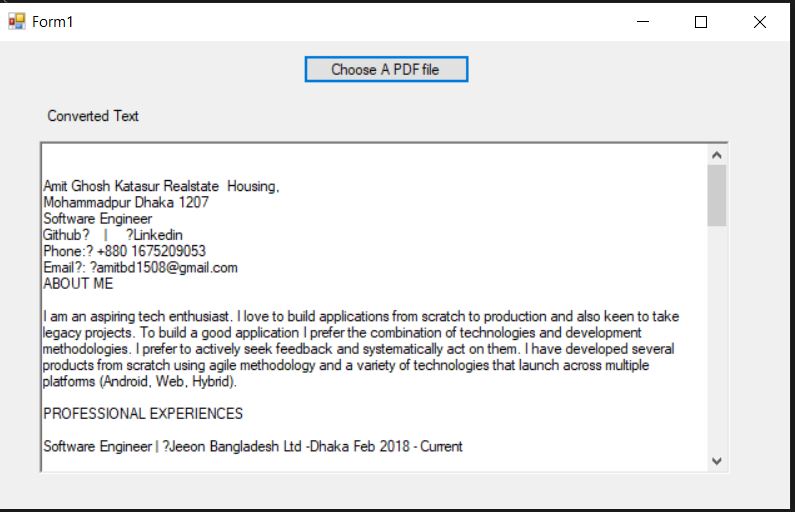 Form1
Choose A PDF file
Converted Text
Amit Ghosh Katasur Realstate  Housing,
Mohammadpur Dhaka 1207
Software Engineer
Github?    |     ?Linkedin
Phone:? +880 1675209053
Email?: ?amitbd1508@gmail.com
ABOUT ME
I am an aspiring tech enthusiast. I love to build applications from scratch to production and also keen to take
legacy projects. To build a good application I prefer the combination of technologies and development
methodologies. I prefer to actively seek feedback and systematically act on them. I have developed several
products from scratch using agile methodology and a variety of technologies that launch across multiple
platforms (Android, Web, Hybrid).
PROFESSIONAL EXPERIENCES
Software Engineer | ?Jeeon Bangladesh Ltd -Dhaka Feb 2018 - Current